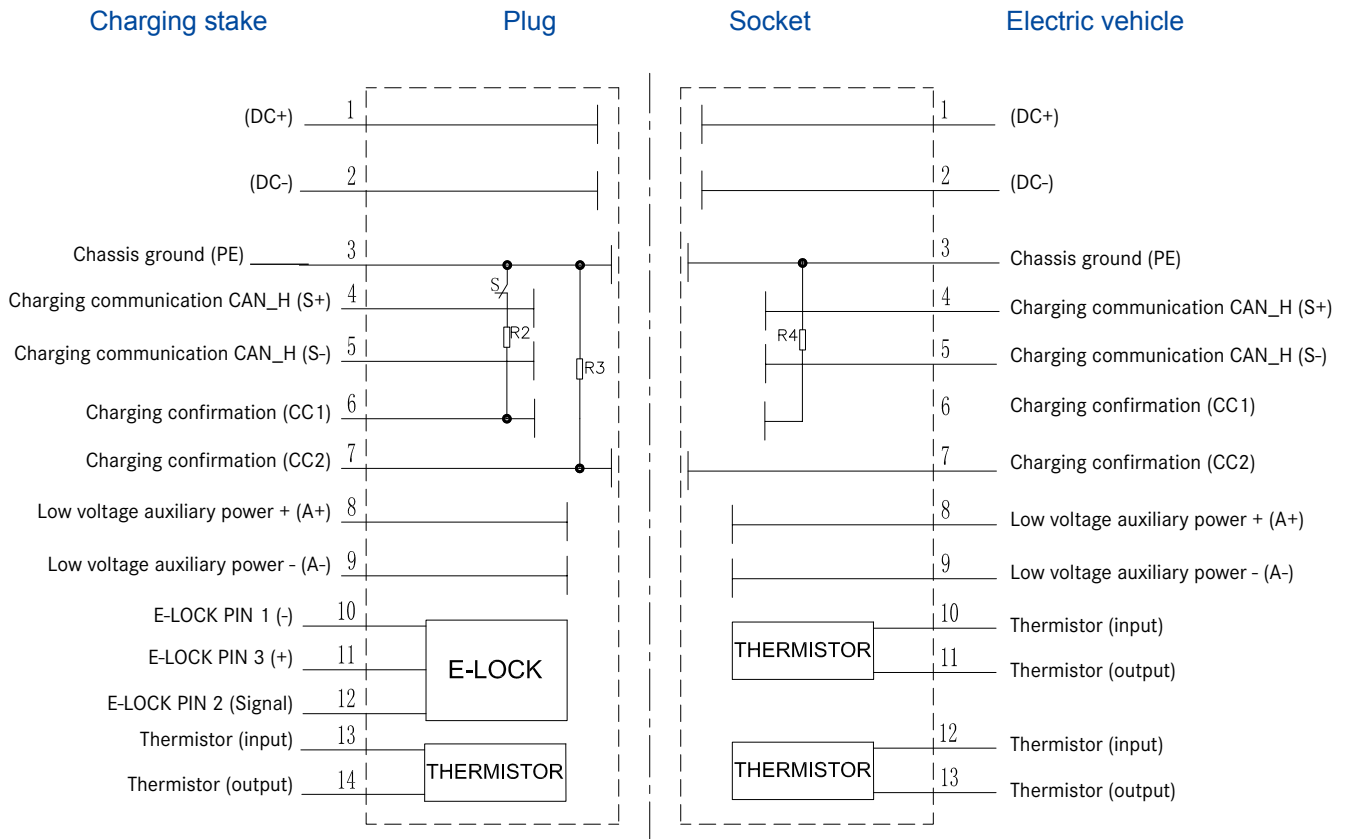 Charging stake Plug Socket Electric vehicle
(DC+) 1 1 (DC+)
(DC-) 2 2 (DC-)
Chassis ground (PE) 3 3 Chassis ground (PE)
S
Charging communication CAN_H (S+) 4 4 Charging communication CAN_H (S+)
R2 R4
Charging communication CAN_H (S-) 5 5 Charging communication CAN_H (S-)
R3
Charging confirmation (CC1) 6 6 Charging confirmation (CC1)
Charging confirmation (CC2) 7 7 Charging confirmation (CC2)
Low voltage auxiliary power + (A+) 8 8 Low voltage auxiliary power + (A+)
Low voltage auxiliary power - (A-) 9 9 Low voltage auxiliary power - (A-)
E-LOCK PIN 1 (-) 10 10 Thermistor (input)
THERMISTOR
E-LOCK PIN 3 (+) 11 E-LOCK 11 Thermistor (output)
E-LOCK PIN 2 (Signal) 12
Thermistor (input) 13 12 Thermistor (input)
THERMISTOR THERMISTOR
Thermistor (output) 14 13 Thermistor (output)